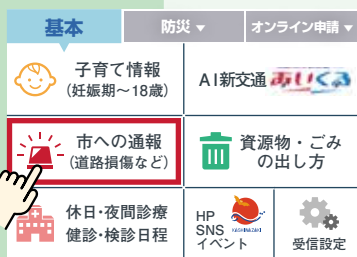 基本
防災 ▼
オンライン申請 ▼
子育て情報
(妊娠期〜18歳)
AI新交通 あいくる
市への通報
(道路損傷など)
資源物・ごみ
の出し方
休日・夜間診療
健診・検診日程
HP
SNS
イベント
KASHIWAZAKI
受信設定